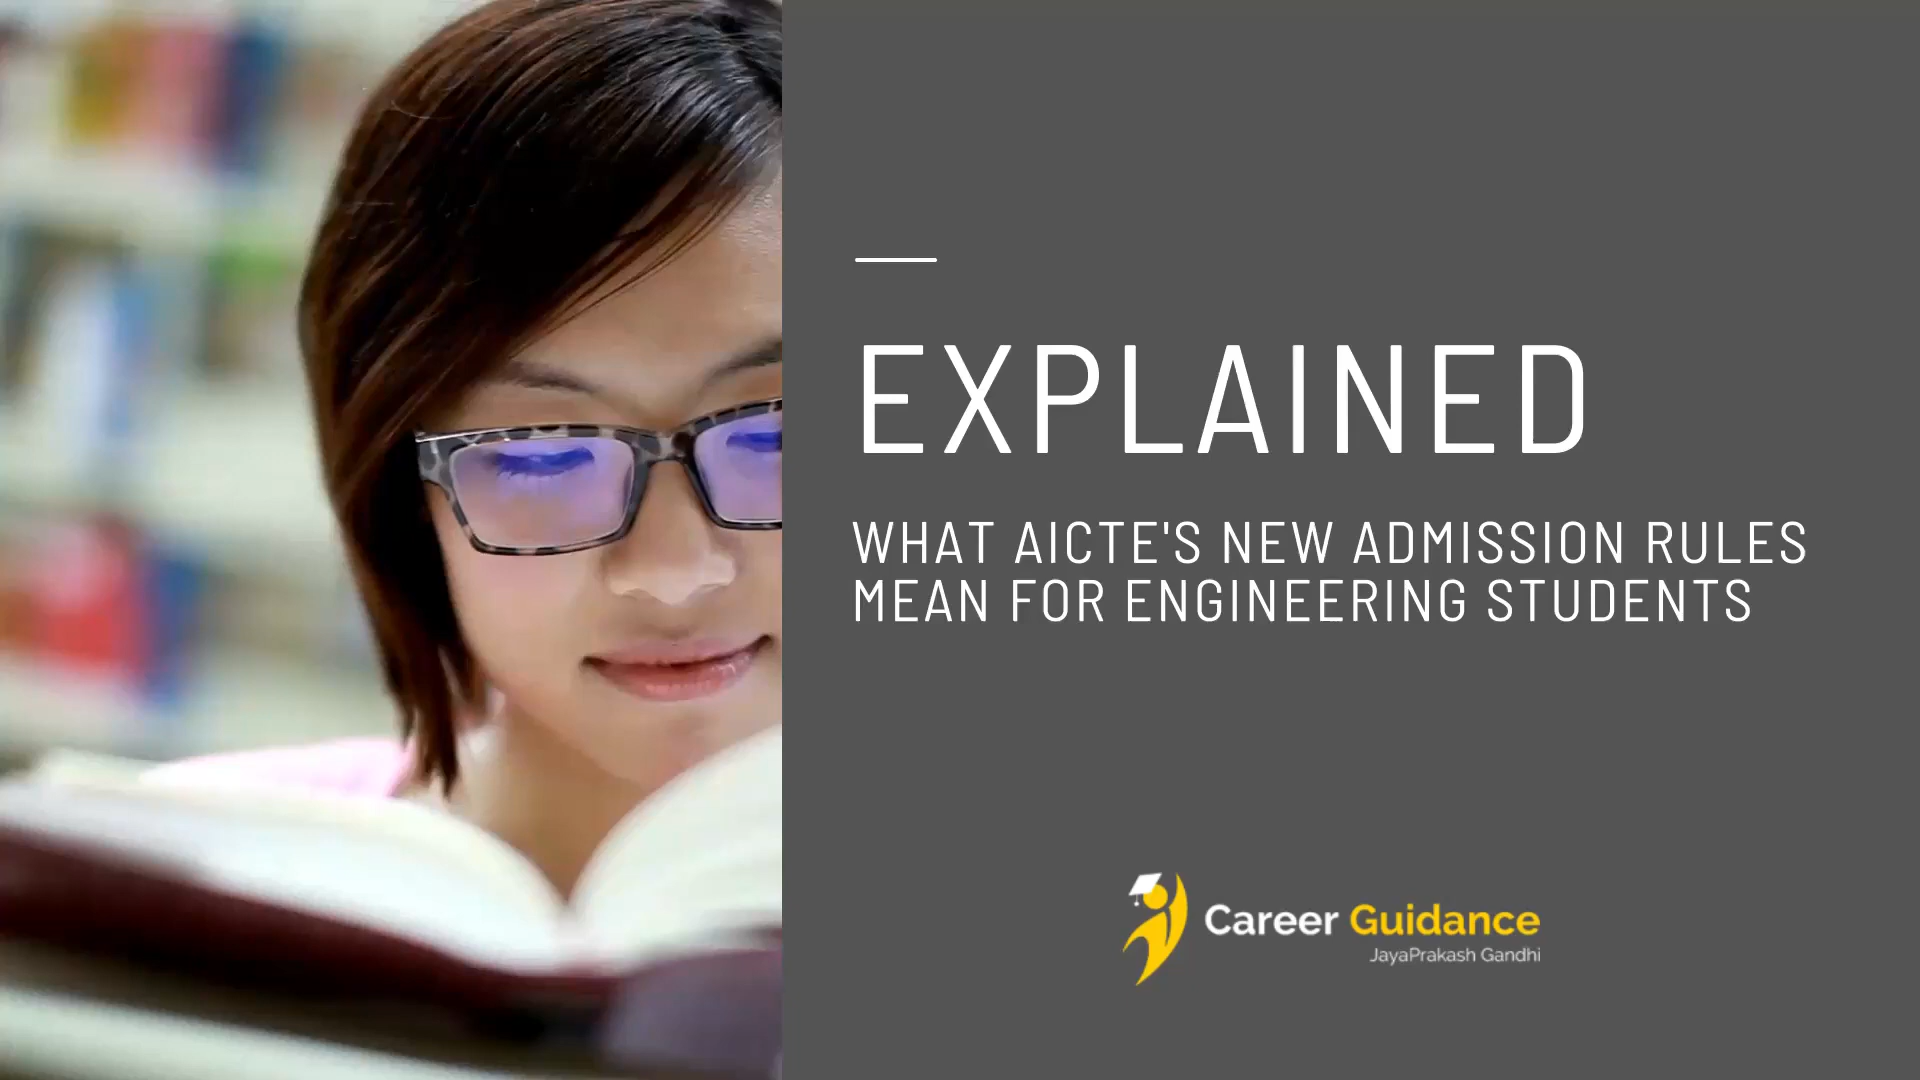 EXPLAINED
WHAT AICTE'S NEW ADMISSION RULES
MEAN FOR ENGINEERING STUDENTS
Career Guidance
JayaPrakash Gandhi